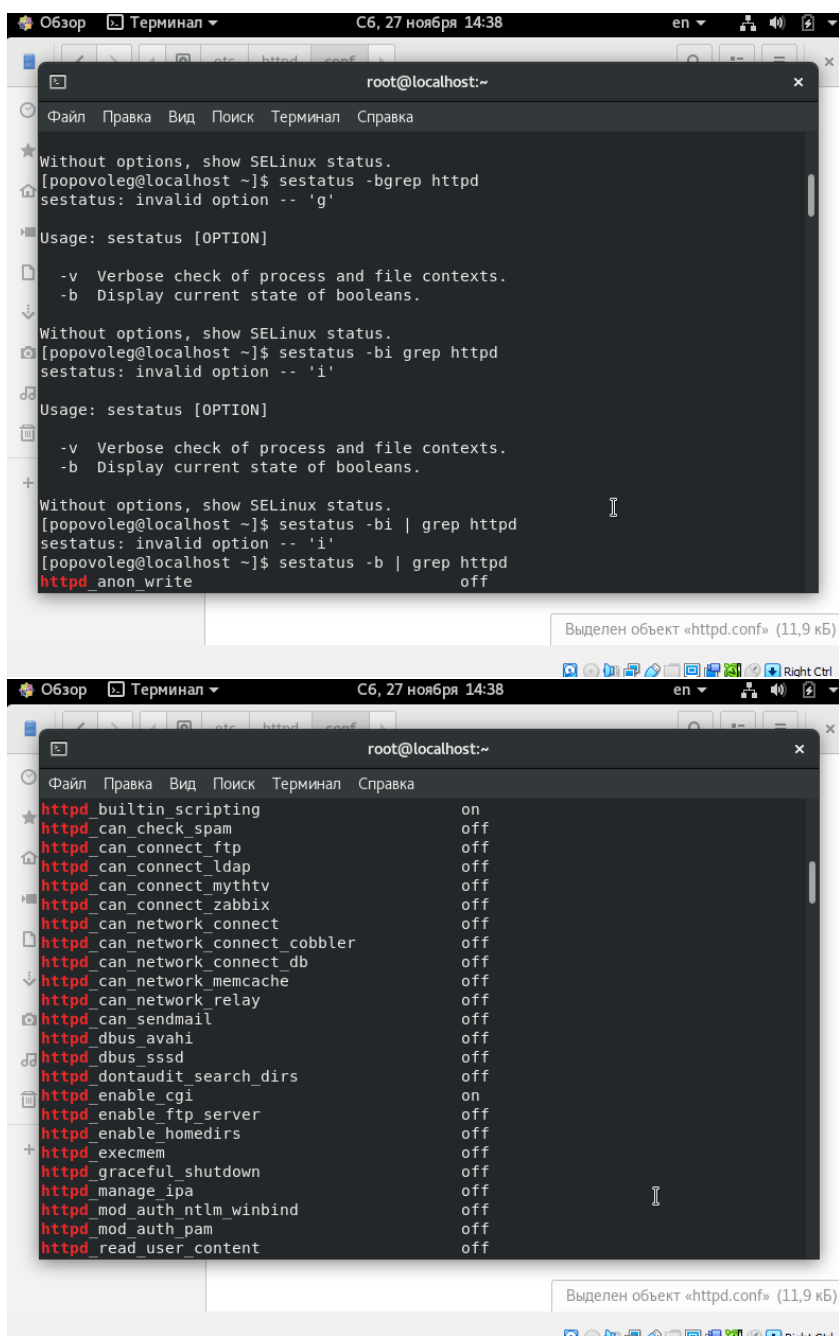 Обзор Терминал Сб, 27 ноября 14:38 en
etc httpd conf
root@localhost:~
Файл Правка Вид Поиск Терминал Справка
Without options, show SELinux status.
[popovoleg@localhost ~]$ sestatus -bgrep httpd
sestatus: invalid option -- 'g'
Usage: sestatus [OPTION]
-v Verbose check of process and file contexts.
-b Display current state of booleans.
Without options, show SELinux status.
[popovoleg@localhost ~]$ sestatus -bi grep httpd
sestatus: invalid option -- 'i'
Usage: sestatus [OPTION]
-v Verbose check of process and file contexts.
-b Display current state of booleans.
Without options, show SELinux status.
[popovoleg@localhost ~]$ sestatus -bi | grep httpd
sestatus: invalid option -- 'i'
[popovoleg@localhost ~]$ sestatus -b | grep httpd
httpd_anon_write off
Выделен объект «httpd.conf» (11,9 кБ)
Right Ctrl
Обзор Терминал Сб, 27 ноября 14:38 en
etc httpd conf
root@localhost:~
Файл Правка Вид Поиск Терминал Справка
httpd_builtin_scripting on
httpd_can_check_spam off
httpd_can_connect_ftp off
httpd_can_connect_ldap off
httpd_can_connect_mythtv off
httpd_can_connect_zabbix off
httpd_can_network_connect off
httpd_can_network_connect_cobbler off
httpd_can_network_connect_db off
httpd_can_network_memcache off
httpd_can_network_relay off
httpd_can_sendmail off
httpd_dbus_avahi off
httpd_dbus_sssd off
httpd_dontaudit_search_dirs off
httpd_enable_cgi on
httpd_enable_ftp_server off
httpd_enable_homedirs off
httpd_execmem off
httpd_graceful_shutdown off
httpd_manage_ipa off
httpd_mod_auth_ntlm_winbind off
httpd_mod_auth_pam off
httpd_read_user_content off
Выделен объект «httpd.conf» (11,9 кБ)
Right Ctrl